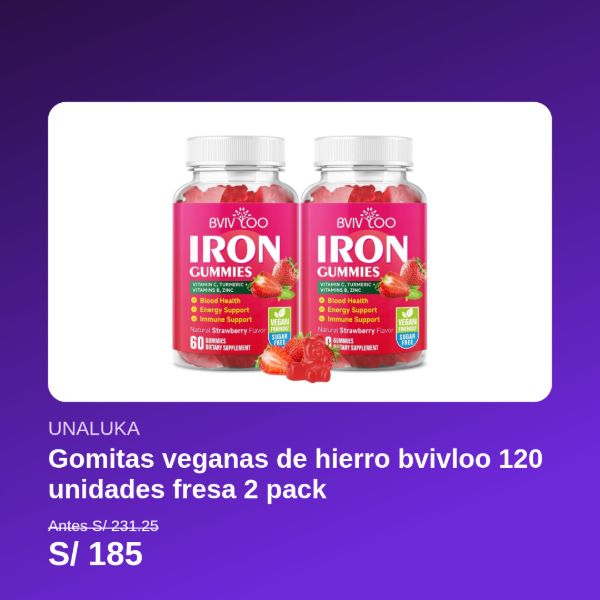 BVIVLOO
IRON
GUMMIES
VITAMIN C, TURMERIC +
VITAMINS B, ZINC
Blood Health
Energy Support
Immune Support
VEGAN
FRIENDLY
SUGAR
FREE
Natural Strawberry Flavor
60 GUMMIES
DIETARY SUPPLEMENT
BVIVLOO
IRON
GUMMIES
VITAMIN C, TURMERIC +
VITAMINS B, ZINC
Blood Health
Energy Support
Immune Support
VEGAN
FRIENDLY
SUGAR
FREE
Natural Strawberry Flavor
0 GUMMIES
DIETARY SUPPLEMENT
UNALUKA
Gomitas veganas de hierro bvivloo 120
unidades fresa 2 pack
Antes S/ 231.25
S/ 185